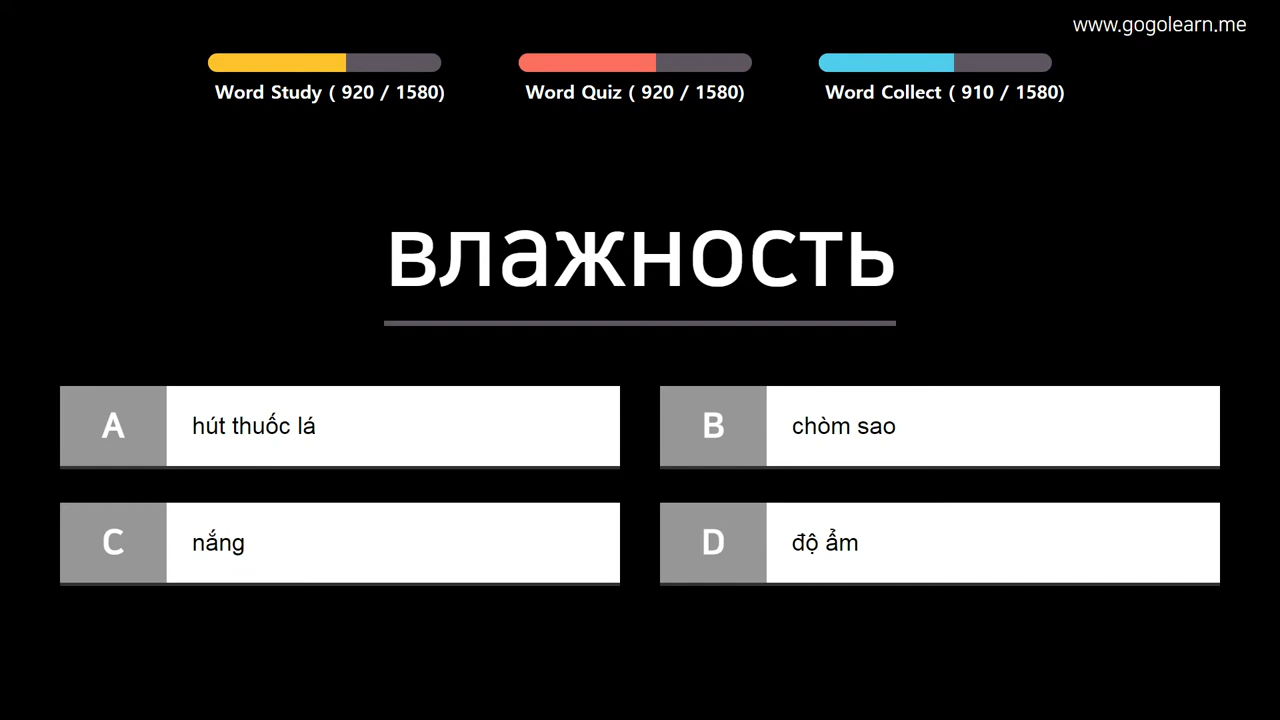 www.gogolearn.me
Word Study ( 920 / 1580)
Word Quiz ( 920 / 1580)
Word Collect ( 910 / 1580)
влажность
A hút thuốc lá
B chòm sao
C nắng
D độ ẩm